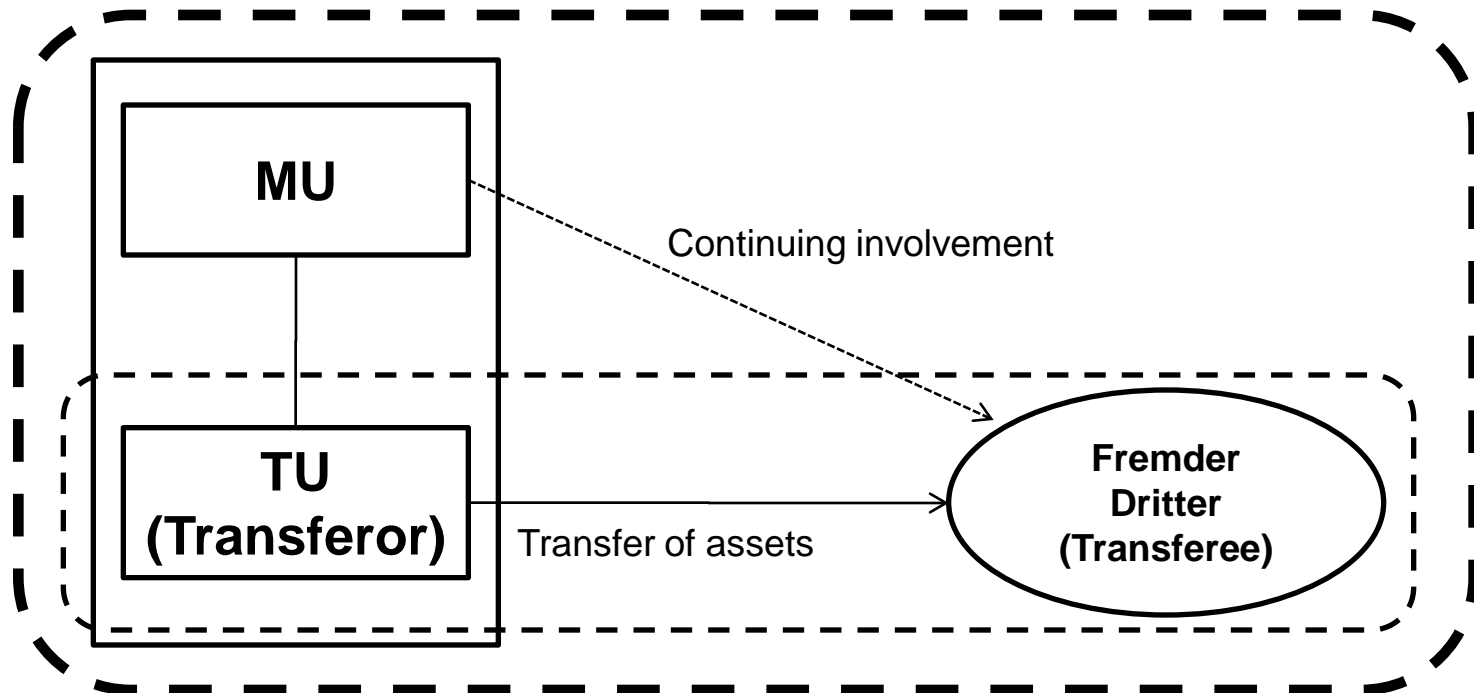 MU
Continuing involvement
TU
(Transferor)
Transfer of assets
Fremder
Dritter
(Transferee)